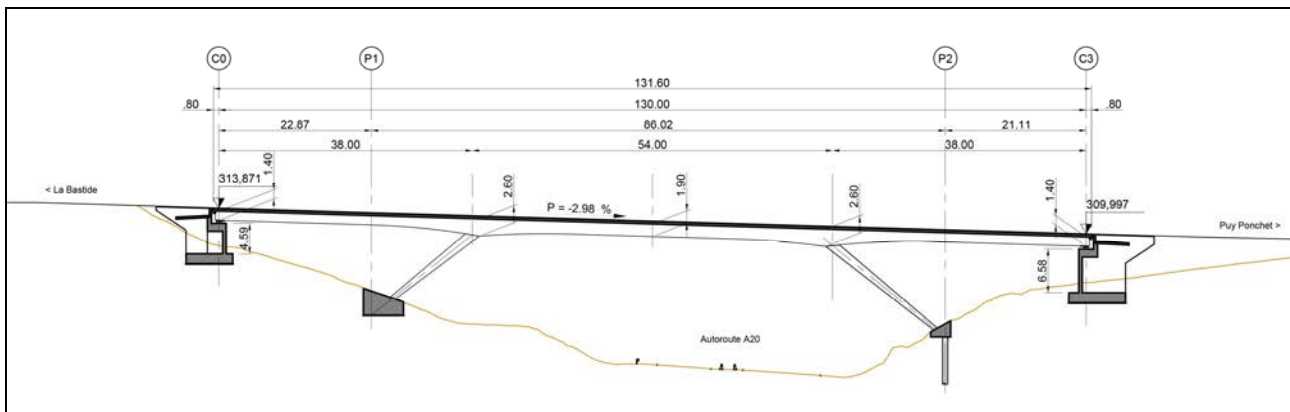 C0 P1 P2 C3
131.60
.80 130.00 .80
22.87 86.02 21.11
38.00 54.00 38.00
1.40
313,871
2.60
1.90
2.60
1.40
309,997
< La Bastide
P = -2.98 %
Puy Ponchet >
4.59
6.58
Autoroute A20